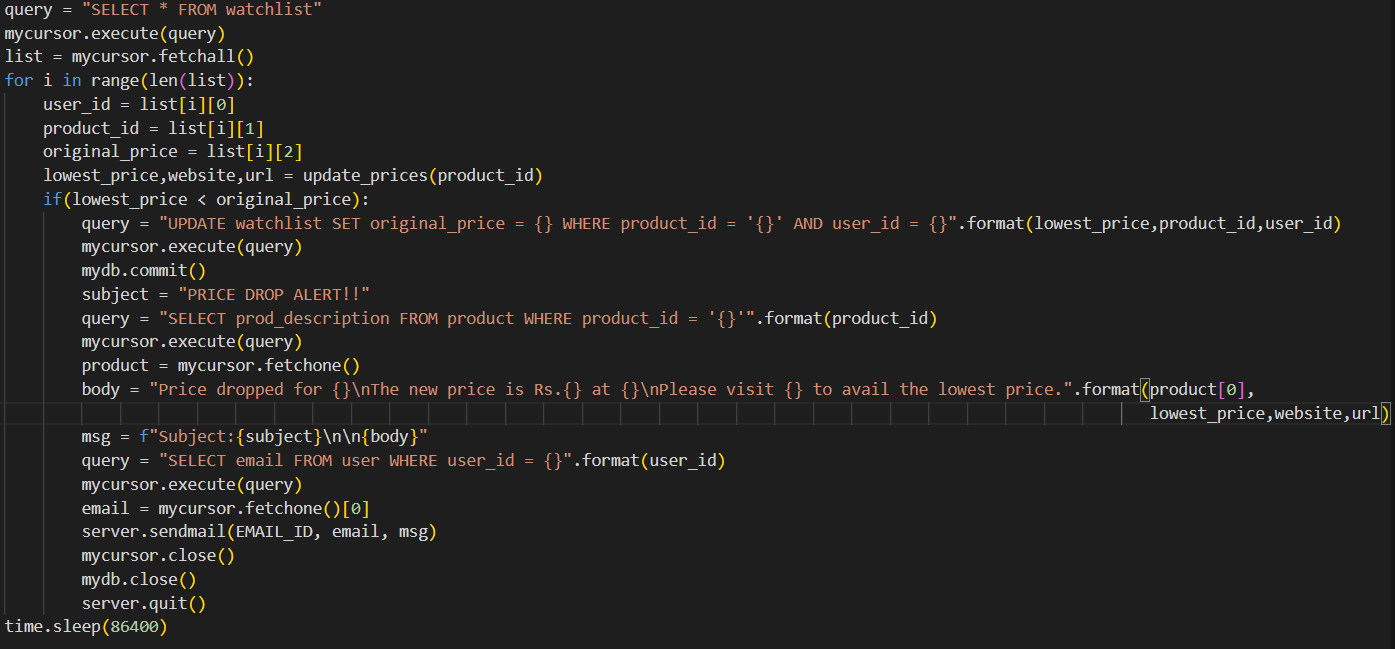 query = "SELECT * FROM watchlist"
mycursor.execute(query)
list = mycursor.fetchall()
for i in range(len(list)):
    user_id = list[i][0]
    product_id = list[i][1]
    original_price = list[i][2]
    lowest_price,website,url = update_prices(product_id)
    if(lowest_price < original_price):
        query = "UPDATE watchlist SET original_price = {} WHERE product_id = '{}' AND user_id = {}".format(lowest_price,product_id,user_id)
        mycursor.execute(query)
        mydb.commit()
        subject = "PRICE DROP ALERT!!"
        query = "SELECT prod_description FROM product WHERE product_id = '{}'".format(product_id)
        mycursor.execute(query)
        product = mycursor.fetchone()
        body = "Price dropped for {}\nThe new price is Rs.{} at {}\nPlease visit {} to avail the lowest price.".format(product[0],
                                                                                                                lowest_price,website,url)
        msg = f"Subject:{subject}\n\n{body}"
        query = "SELECT email FROM user WHERE user_id = {}".format(user_id)
        mycursor.execute(query)
        email = mycursor.fetchone()[0]
        server.sendmail(EMAIL_ID, email, msg)
        mycursor.close()
        mydb.close()
        server.quit()
time.sleep(86400)